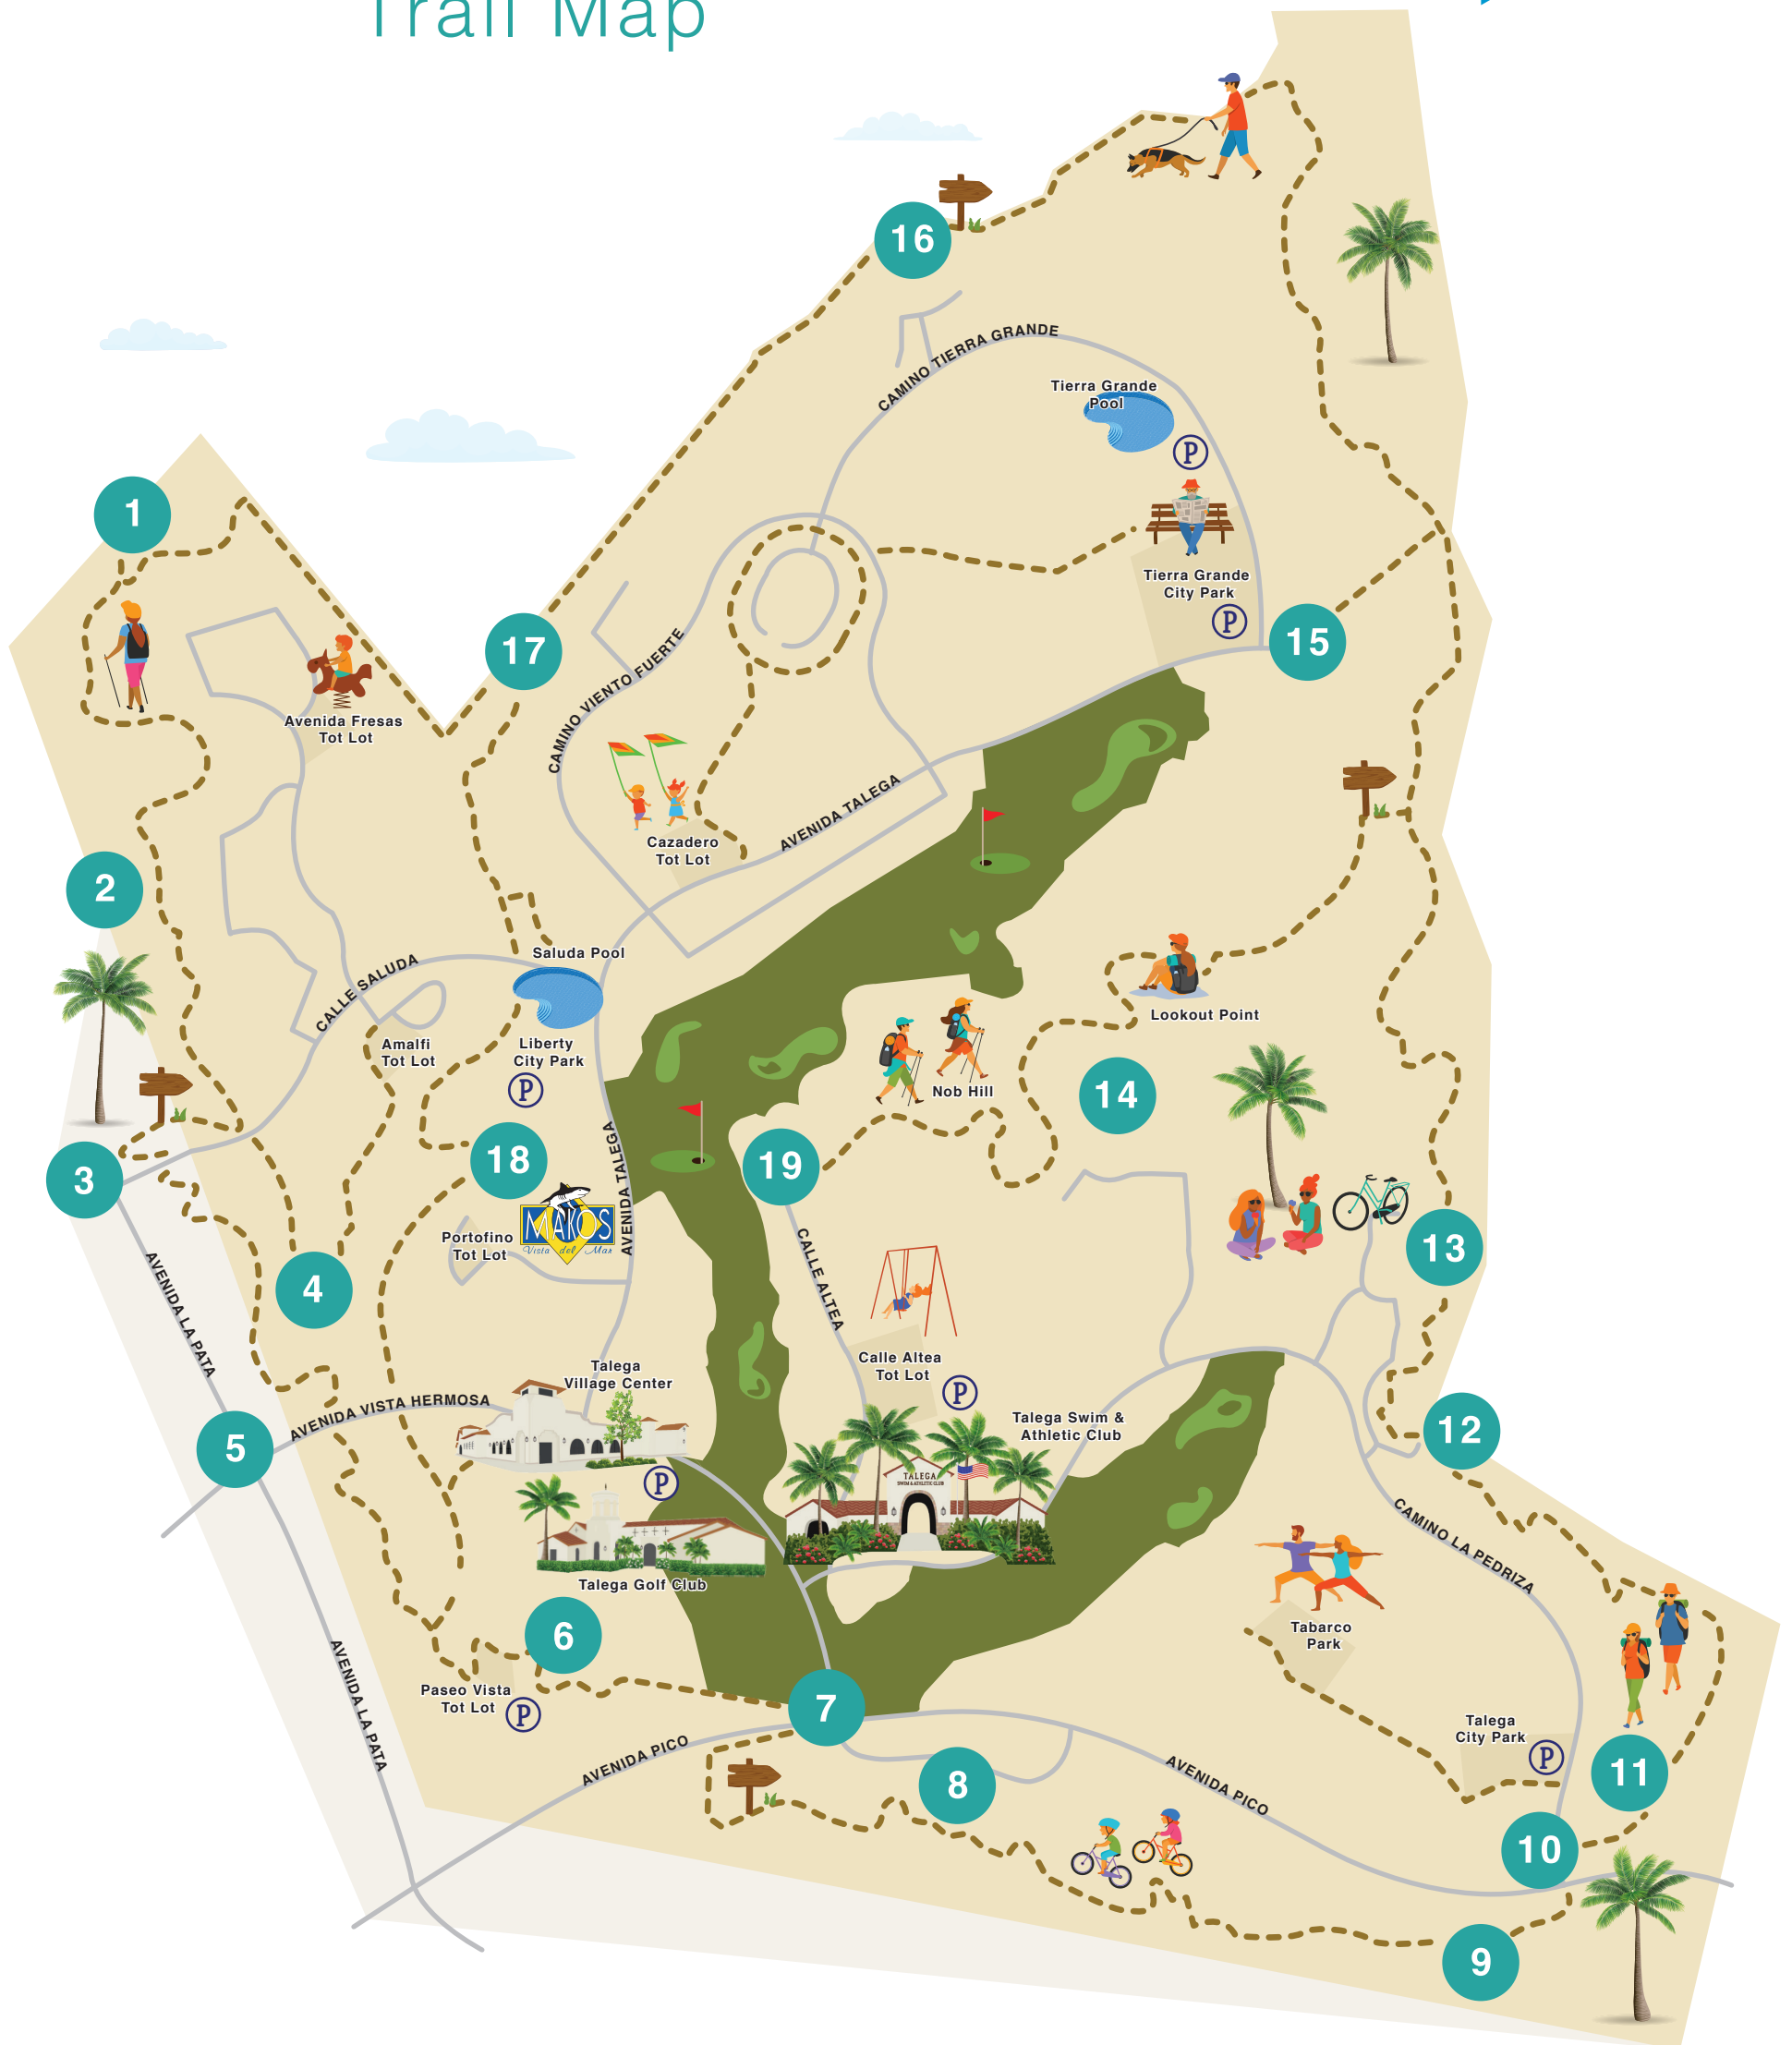 Trail Map
16
CAMINO TIERRA GRANDE
Tierra Grande
Pool
P
1
Tierra Grande
City Park
P
17
15
CAMINO VIENTO FUERTE
Avenida Fresas
Tot Lot
AVENIDA TALEGA
Cazadero
Tot Lot
2
Saluda Pool
CALLE SALUDA
Lookout Point
Amalfi
Tot Lot
Liberty
City Park
P
Nob Hill
14
18
19
3
AVENIDA TALEGA
MAKOS
Vista del Mar
Portofino
Tot Lot
13
4
CALLE ALTEA
AVENIDA LA PATA
Calle Altea
Tot Lot
P
Talega
Village Center
AVENIDA VISTA HERMOSA
5
Talega Swim &
Athletic Club
12
P
TALEGA
SWIM & ATHLETIC CLUB
CAMINO LA PEDRIZA
Talega Golf Club
6
Tabarco
Park
AVENIDA LA PATA
Paseo Vista
Tot Lot
P
7
Talega
City Park
P
11
AVENIDA PICO
8
AVENIDA PICO
10
9